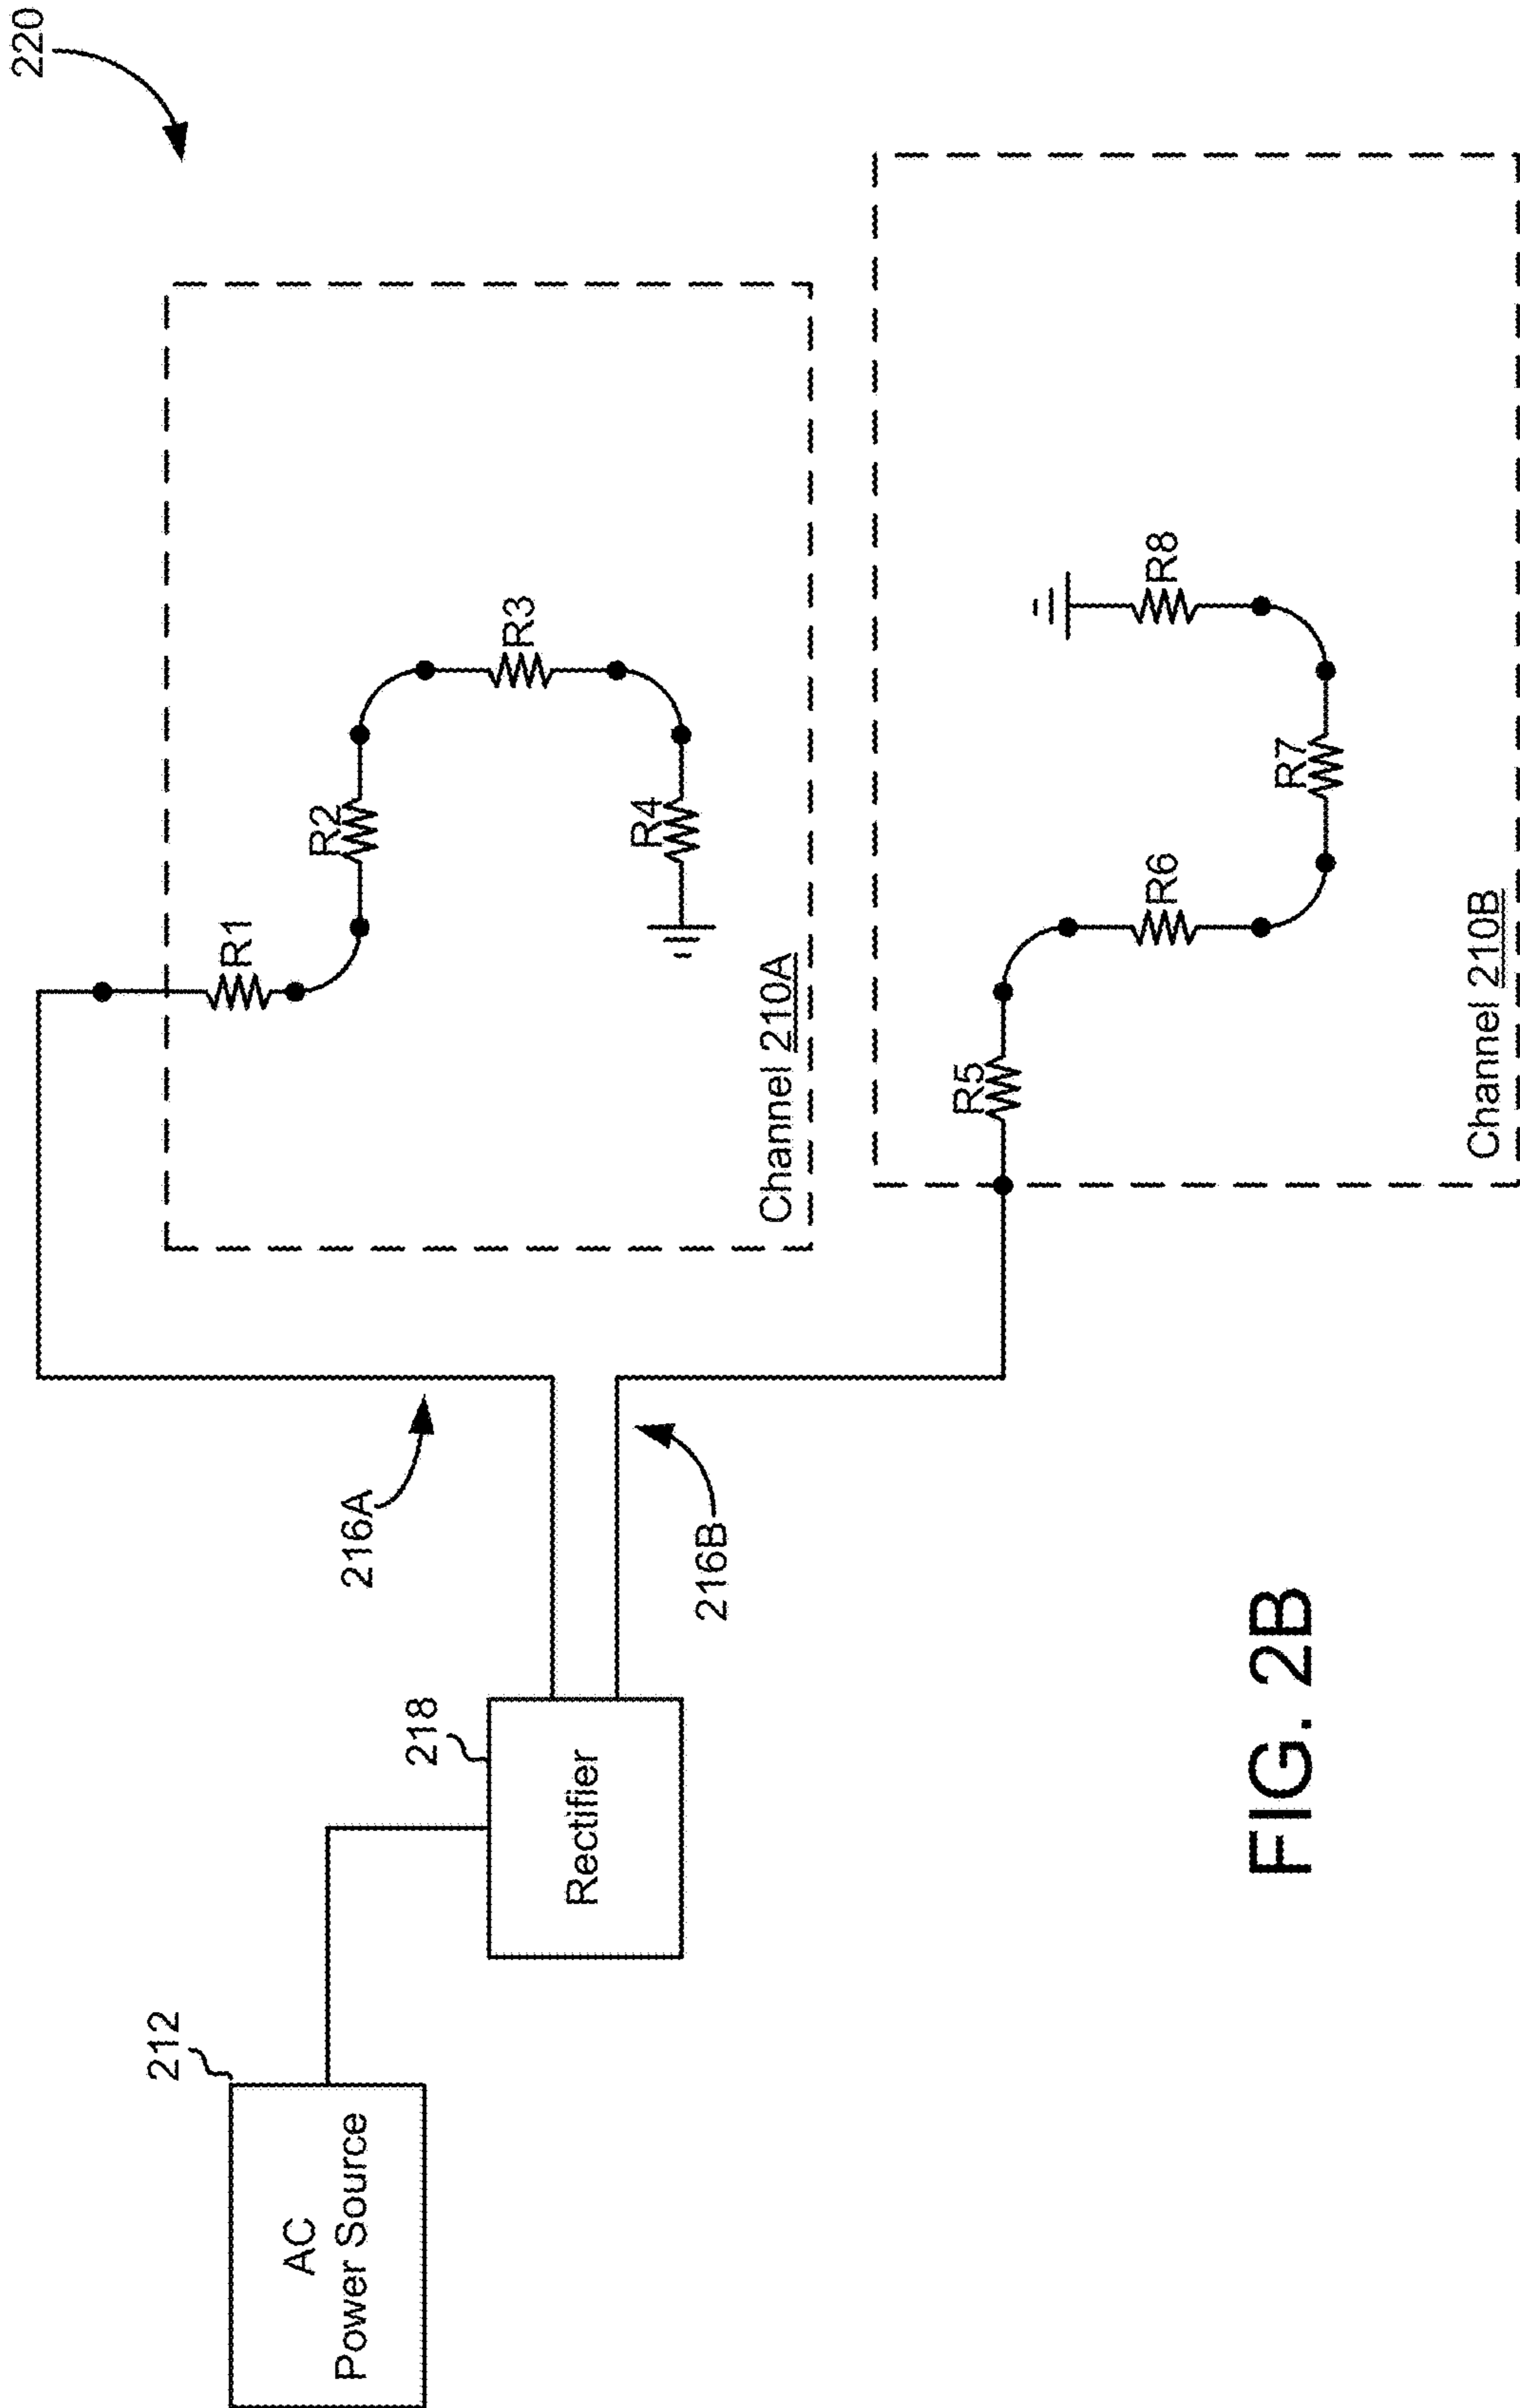 220
212
AC
Power Source
218
Rectifier
216A
216B
R1
R2
R3
R4
Channel 210A
R5
R6
R7
R8
Channel 210B
FIG. 2B